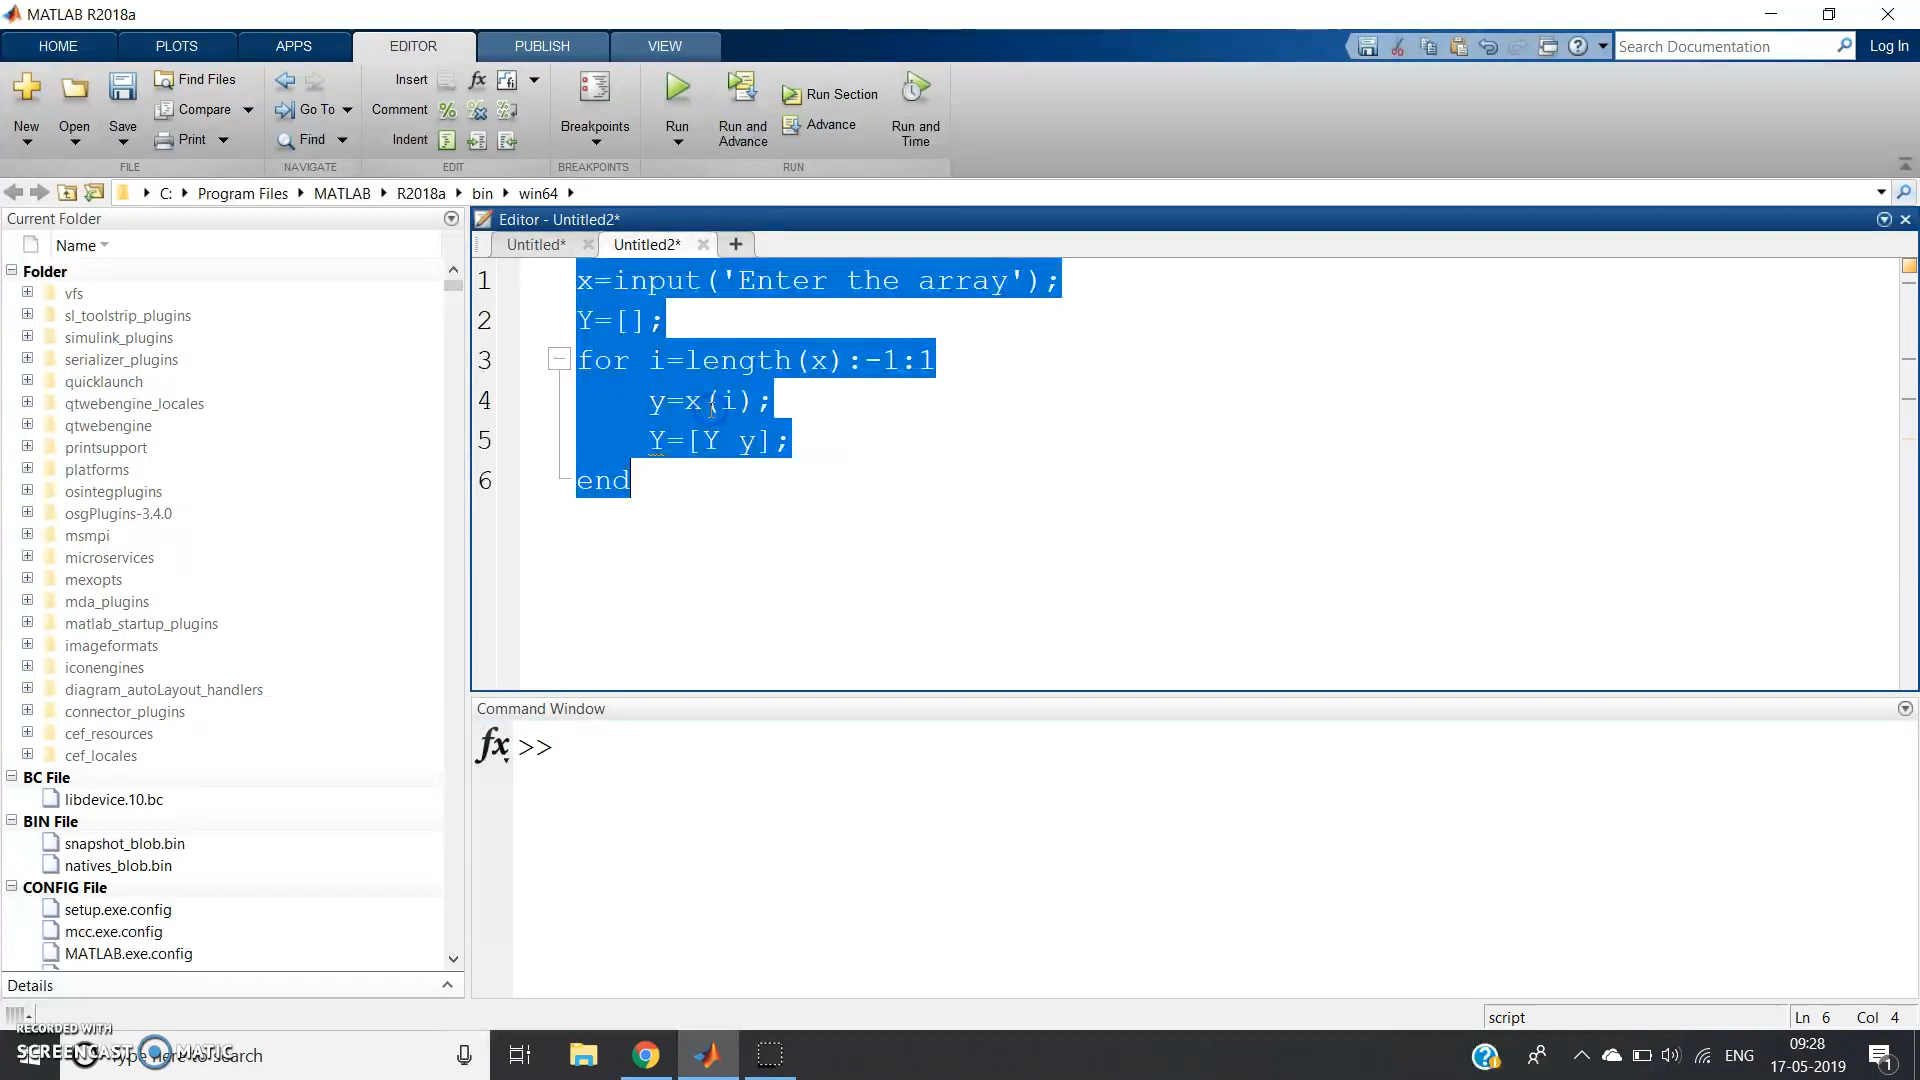 MATLAB R2018a
HOME PLOTS APPS EDITOR PUBLISH VIEW
Search Documentation Log In
New Open Save
Find Files
Compare
Print
Go To
Find
Insert fx
Comment
Indent
Breakpoints
Run
Run and Advance
Run Section
Advance
Run and Time
FILE NAVIGATE EDIT BREAKPOINTS RUN
C: Program Files MATLAB R2018a bin win64
Current Folder
Name
Folder
vfs
sl_toolstrip_plugins
simulink_plugins
serializer_plugins
quicklaunch
qtwebengine_locales
qtwebengine
printsupport
platforms
osintegplugins
osgPlugins-3.4.0
msmpi
microservices
mexopts
mda_plugins
matlab_startup_plugins
imageformats
iconengines
diagram_autoLayout_handlers
connector_plugins
cef_resources
cef_locales
BC File
libdevice.10.bc
BIN File
snapshot_blob.bin
natives_blob.bin
CONFIG File
setup.exe.config
mcc.exe.config
MATLAB.exe.config
Details
Editor - Untitled2*
Untitled* Untitled2*
1 x=input('Enter the array');
2 Y=[];
3 for i=length(x):-1:1
4 y=x(i);
5 Y=[Y y];
6 end
Command Window
fx >>
script Ln 6 Col 4
RECORDED WITH
SCREENCAST MATIC
Type here to search
ENG
09:28
17-05-2019
1